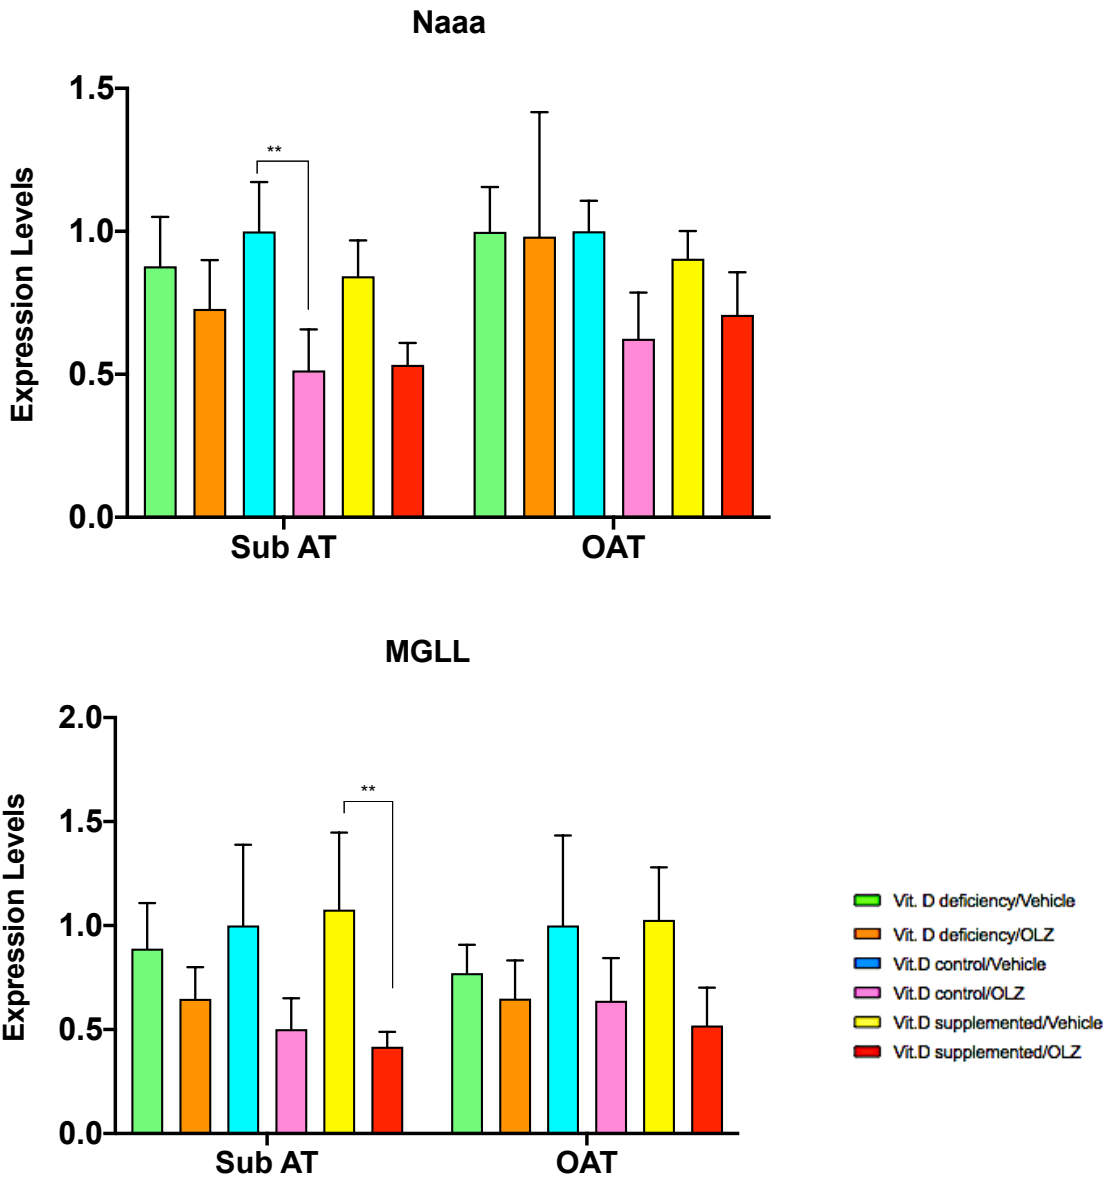 Naaa
Expression Levels
1.5
1.0
0.5
0.0
**
Sub AT
OAT
MGLL
Expression Levels
2.0
1.5
1.0
0.5
0.0
**
Sub AT
OAT
Vit. D deficiency/Vehicle
Vit. D deficiency/OLZ
Vit.D control/Vehicle
Vit.D control/OLZ
Vit.D supplemented/Vehicle
Vit.D supplemented/OLZ